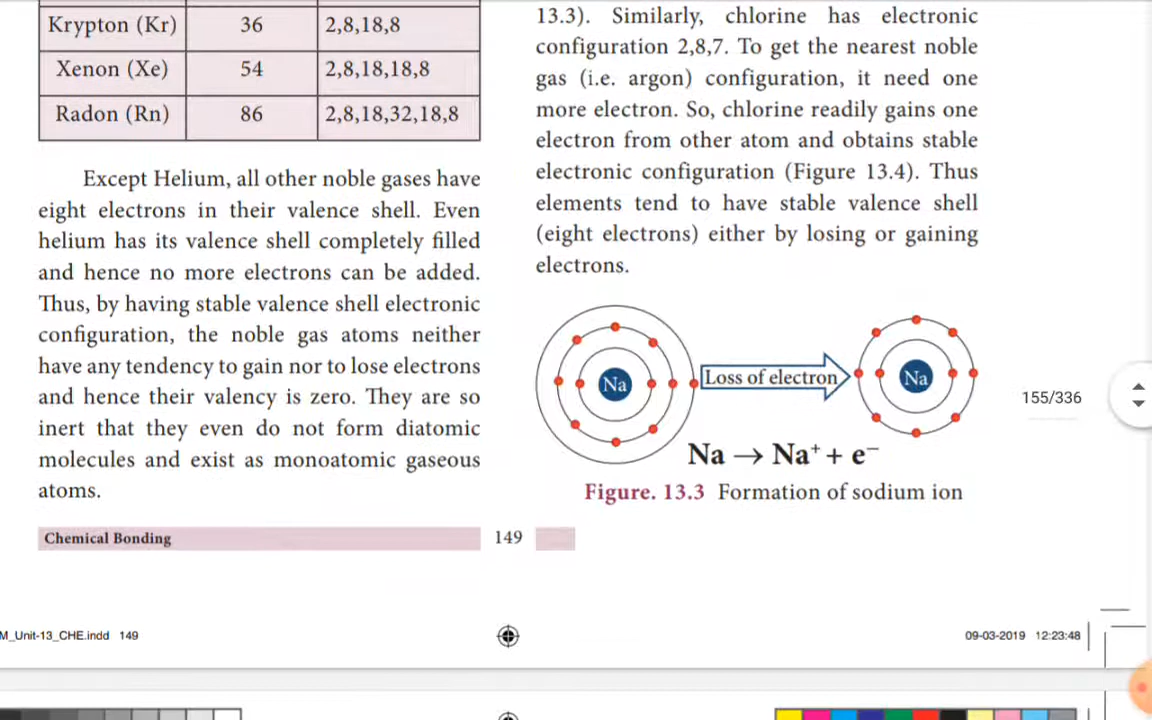 Krypton (Kr) 36 2,8,18,8
Xenon (Xe) 54 2,8,18,18,8
Radon (Rn) 86 2,8,18,32,18,8
Except Helium, all other noble gases have
eight electrons in their valence shell. Even
helium has its valence shell completely filled
and hence no more electrons can be added.
Thus, by having stable valence shell electronic
configuration, the noble gas atoms neither
have any tendency to gain nor to lose electrons
and hence their valency is zero. They are so
inert that they even do not form diatomic
molecules and exist as monoatomic gaseous
atoms.
13.3). Similarly, chlorine has electronic
configuration 2,8,7. To get the nearest noble
gas (i.e. argon) configuration, it need one
more electron. So, chlorine readily gains one
electron from other atom and obtains stable
electronic configuration (Figure 13.4). Thus
elements tend to have stable valence shell
(eight electrons) either by losing or gaining
electrons.
Na Loss of electron Na
Na → Na⁺ + e⁻
Figure. 13.3 Formation of sodium ion
155/336
Chemical Bonding 149
M_Unit-13_CHE.indd 149
09-03-2019 12:23:48